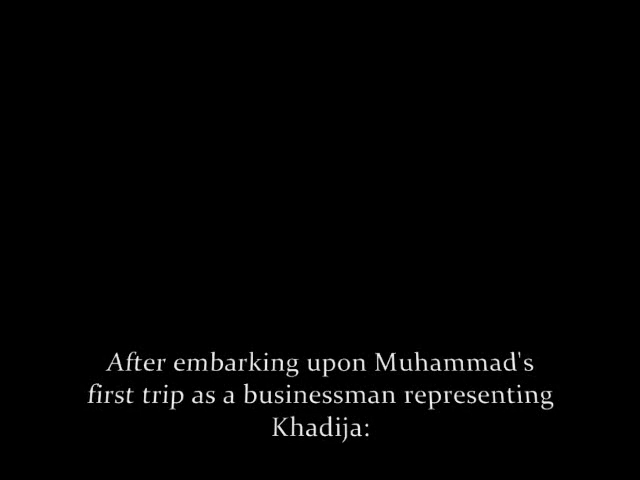 After embarking upon Muhammad's
first trip as a businessman representing
Khadija: